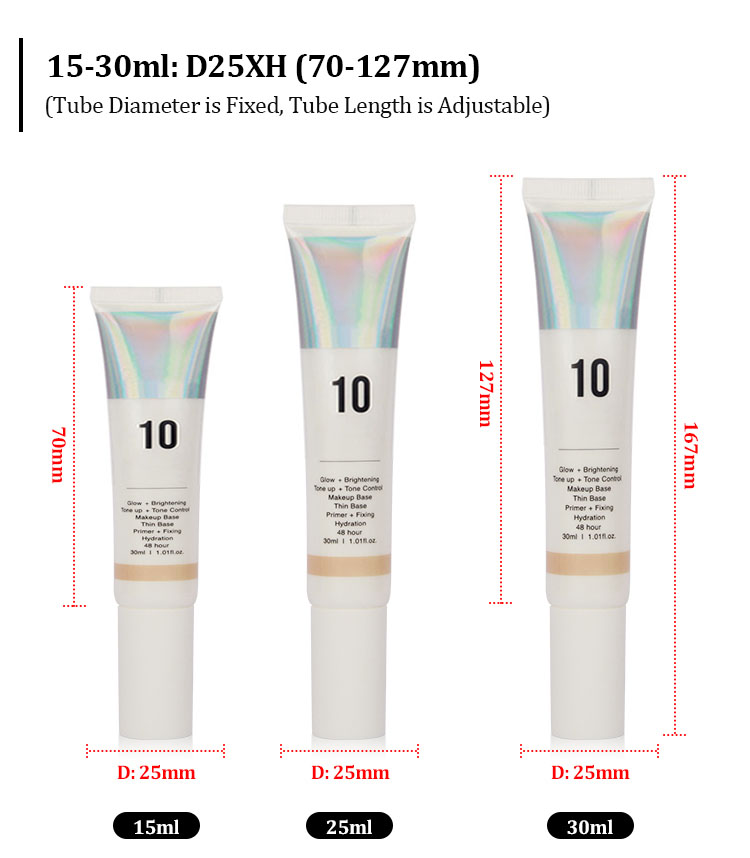 15-30ml: D25XH (70-127mm)
(Tube Diameter is Fixed, Tube Length is Adjustable)
70mm
10
Glow + Brightening
Tone up + Tone Control
Makeup Base
Thin Base
Primer + Fixing
Hydration
48 hour
30ml | 1.01fl.oz.
D: 25mm
15ml
10
Glow + Brightening
Tone up + Tone Control
Makeup Base
Thin Base
Primer + Fixing
Hydration
48 hour
30ml | 1.01fl.oz.
D: 25mm
25ml
127mm
10
Glow + Brightening
Tone up + Tone Control
Makeup Base
Thin Base
Primer + Fixing
Hydration
48 hour
30ml | 1.01fl.oz.
167mm
D: 25mm
30ml